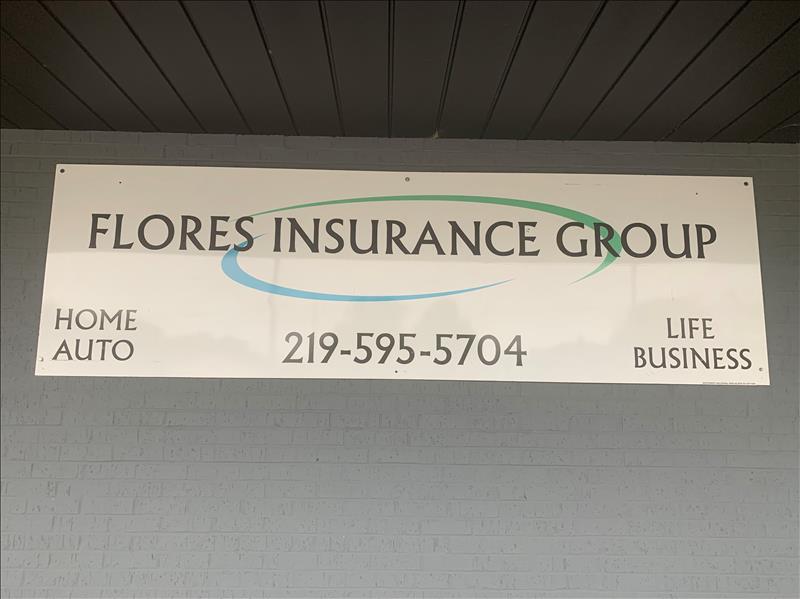 FLORES INSURANCE GROUP
HOME
AUTO
219-595-5704
LIFE
BUSINESS